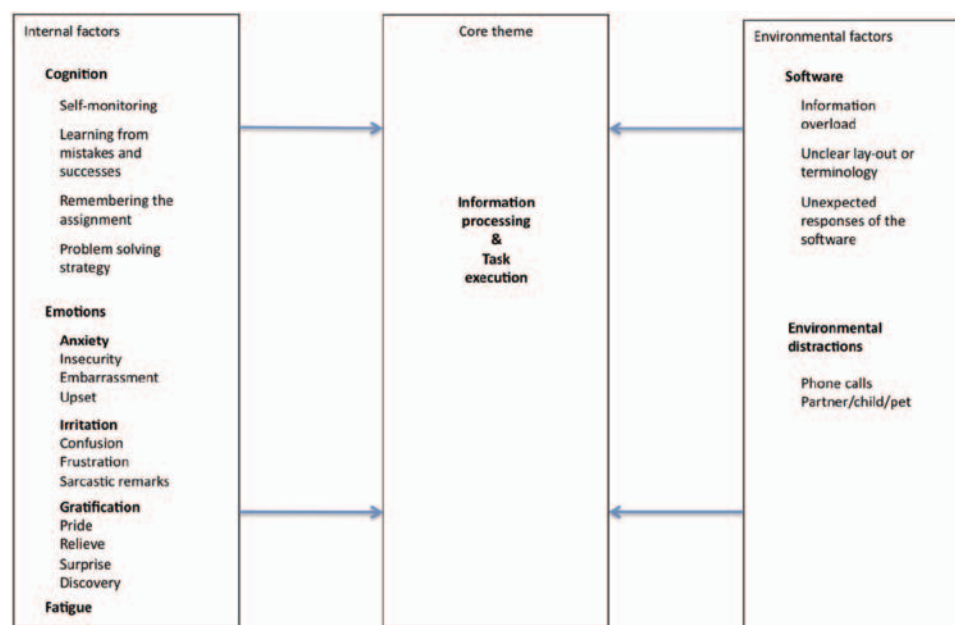 Internal factors
Cognition
Self-monitoring
Learning from
mistakes and
successes
Remembering the
assignment
Problem solving
strategy
Emotions
Anxiety
Insecurity
Embarrassment
Upset
Irritation
Confusion
Frustration
Sarcastic remarks
Gratification
Pride
Relieve
Surprise
Discovery
Fatigue
Core theme
Information
processing
&
Task
execution
Environmental factors
Software
Information
overload
Unclear lay-out or
terminology
Unexpected
responses of the
software
Environmental
distractions
Phone calls
Partner/child/pet